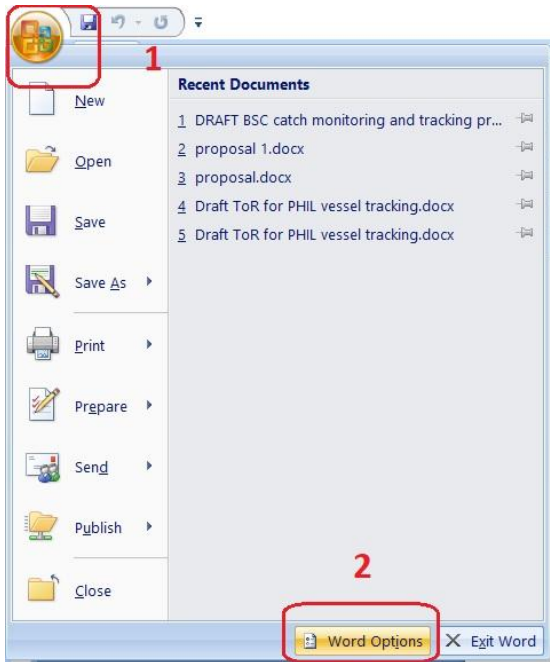 1
New
Open
Save
Save As
Print
Prepare
Send
Publish
Close
Recent Documents
1 DRAFT BSC catch monitoring and tracking pr...
2 proposal 1.docx
3 proposal.docx
4 Draft ToR for PHIL vessel tracking.docx
5 Draft ToR for PHIL vessel tracking.docx
2
Word Options
Exit Word